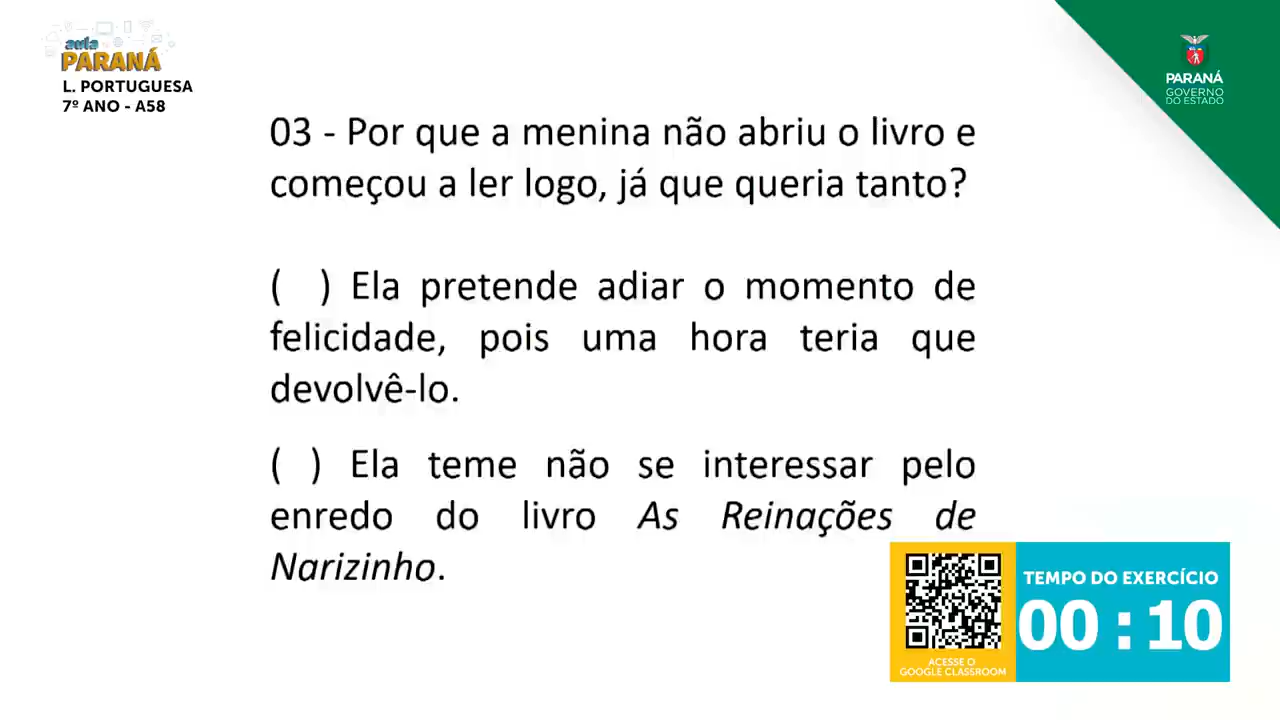 aula
PARANÁ
L. PORTUGUESA
7º ANO - A58
PARANÁ
GOVERNO
DO ESTADO
03 - Por que a menina não abriu o livro e
começou a ler logo, já que queria tanto?
( ) Ela pretende adiar o momento de
felicidade, pois uma hora teria que
devolvê-lo.
( ) Ela teme não se interessar pelo
enredo do livro As Reinações de
Narizinho.
TEMPO DO EXERCÍCIO
00 : 10
ACESSE O
GOOGLE CLASSROOM